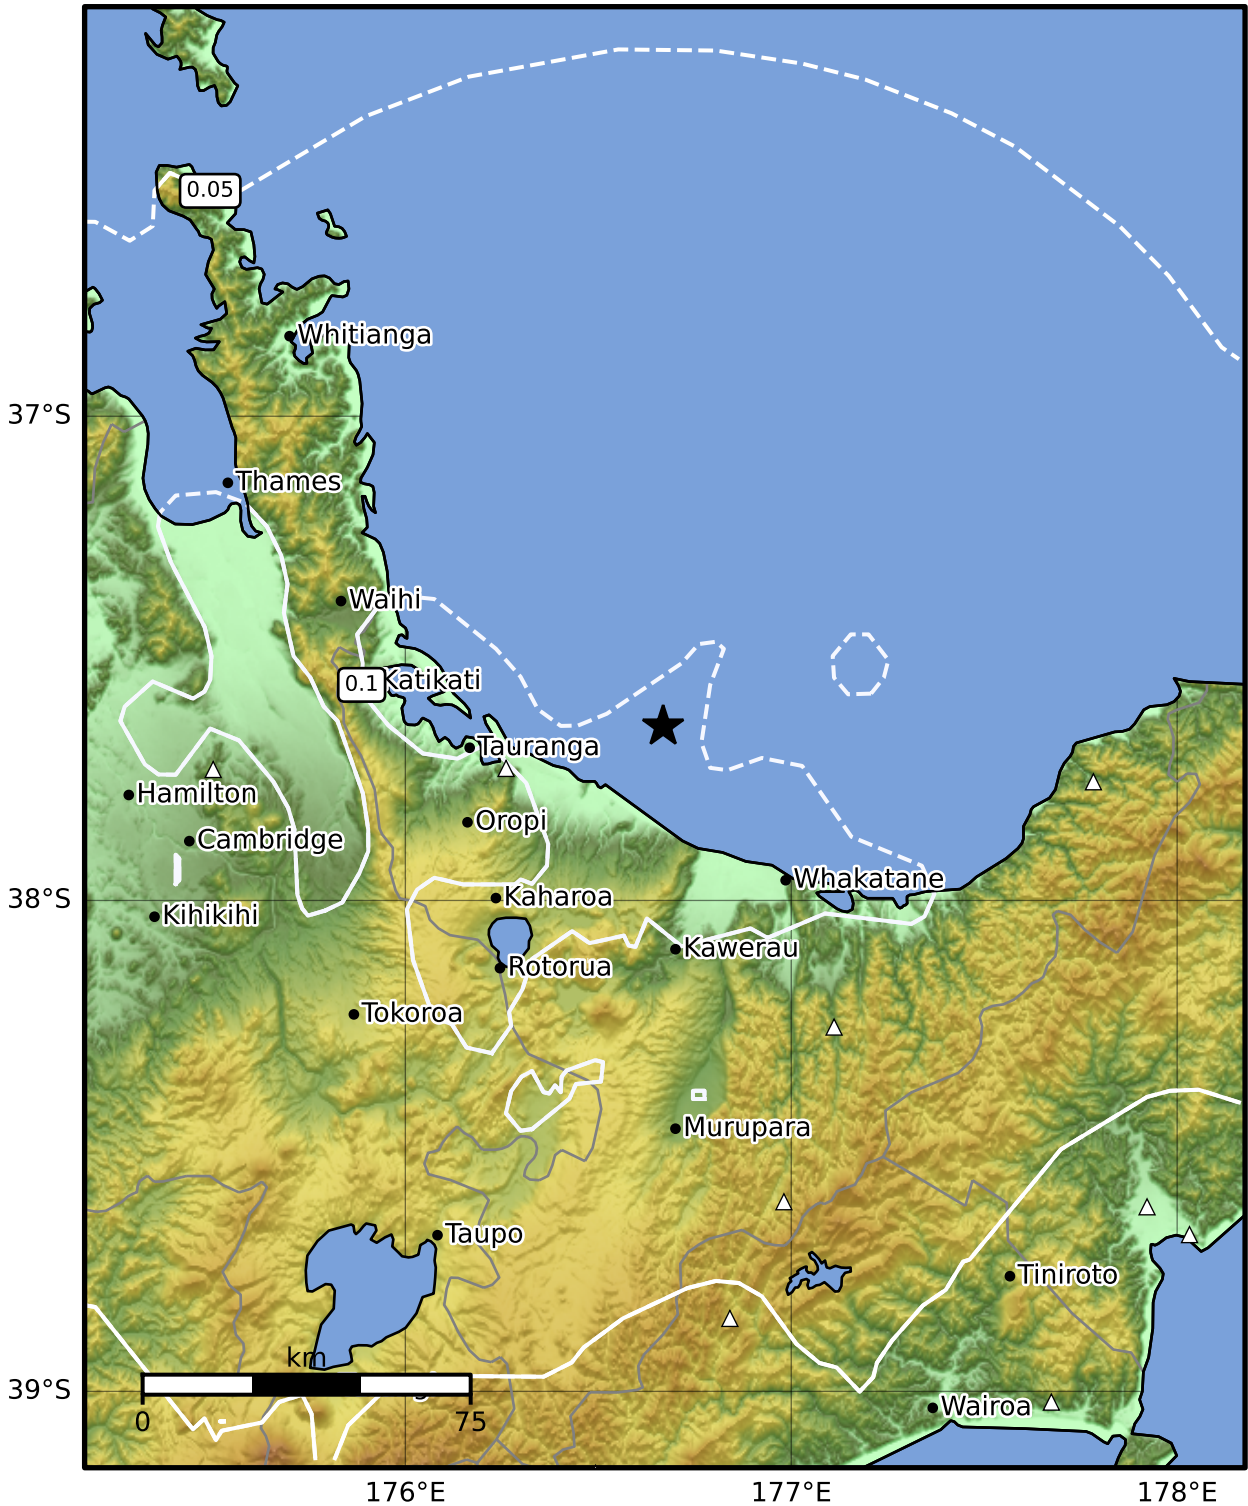 0.05
Whitianga
37°S
Thames
Waihi
0.1
Katikati
Tauranga
Hamilton
Oropi
Cambridge
Whakatane
38°S
Kaharoa
Kihikihi
Kawerau
Rotorua
Tokoroa
Murupara
Taupo
Tiniroto
km
39°S
0
75
Wairoa
176°E
177°E
178°E